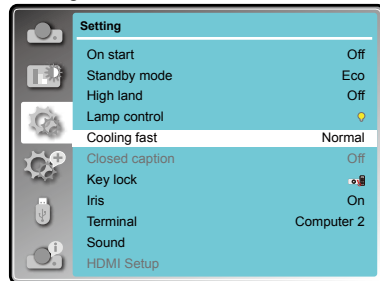 Setting
On start Off
Standby mode Eco
High land Off
Lamp control
Cooling fast Normal
Closed caption Off
Key lock
Iris On
Terminal Computer 2
Sound
HDMI Setup